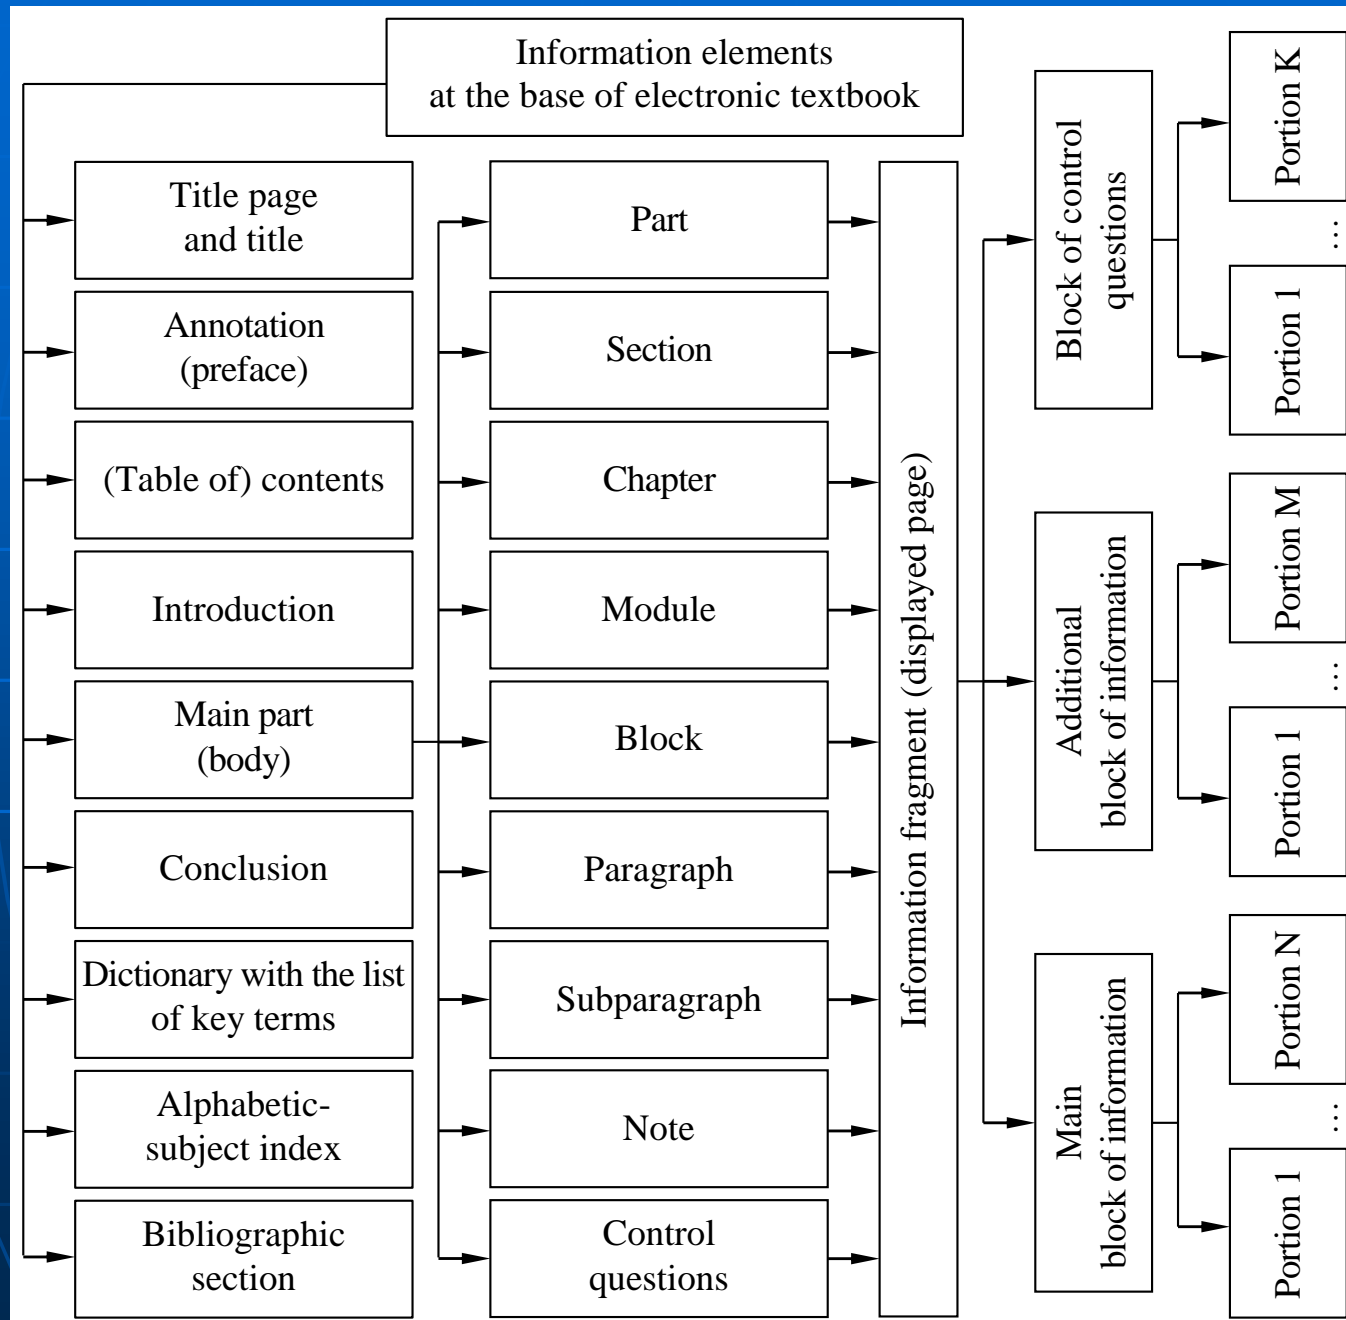 Information elements
at the base of electronic textbook
Title page
and title
Annotation
(preface)
(Table of) contents
Introduction
Main part
(body)
Conclusion
Dictionary with the list
of key terms
Alphabetic-
subject index
Bibliographic
section
Part
Section
Chapter
Module
Block
Paragraph
Subparagraph
Note
Control
questions
Information fragment (displayed page)
Block of control
questions
Portion K
...
Portion 1
Additional
block of information
Portion M
...
Portion 1
Main
block of information
Portion N
...
Portion 1